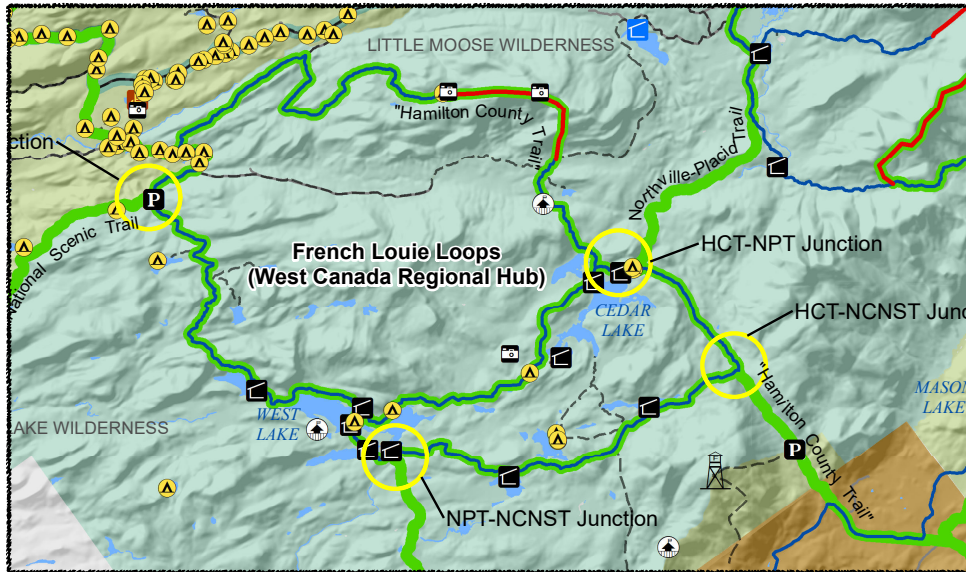 LITTLE MOOSE WILDERNESS
"Hamilton County Trail"
Northville-Placid Trail
ction
National Scenic Trail
P
French Louie Loops
(West Canada Regional Hub)
HCT-NPT Junction
CEDAR
LAKE
HCT-NCNST Junc
MASON
LAKE
"Hamilton County Trail"
WEST
LAKE
AKE WILDERNESS
P
NPT-NCNST Junction